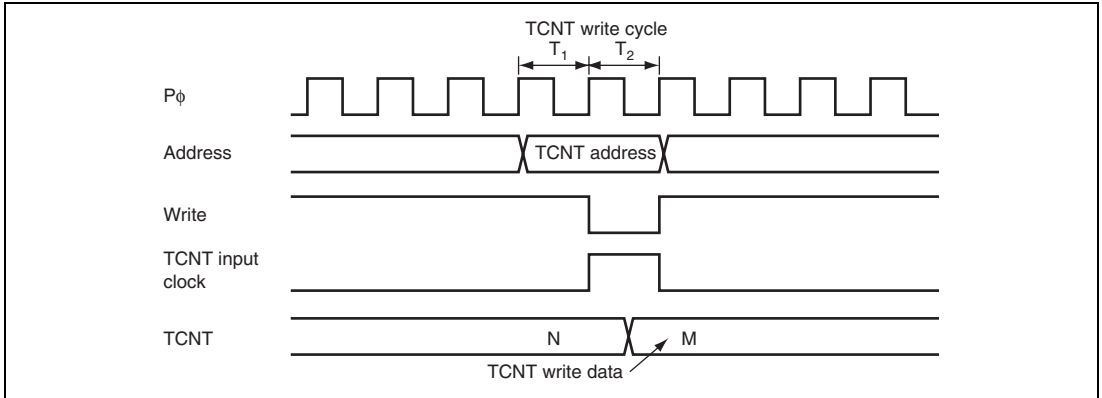 TCNT write cycle
T1 T2
Pϕ
Address
TCNT address
Write
TCNT input
clock
TCNT
N
M
TCNT write data